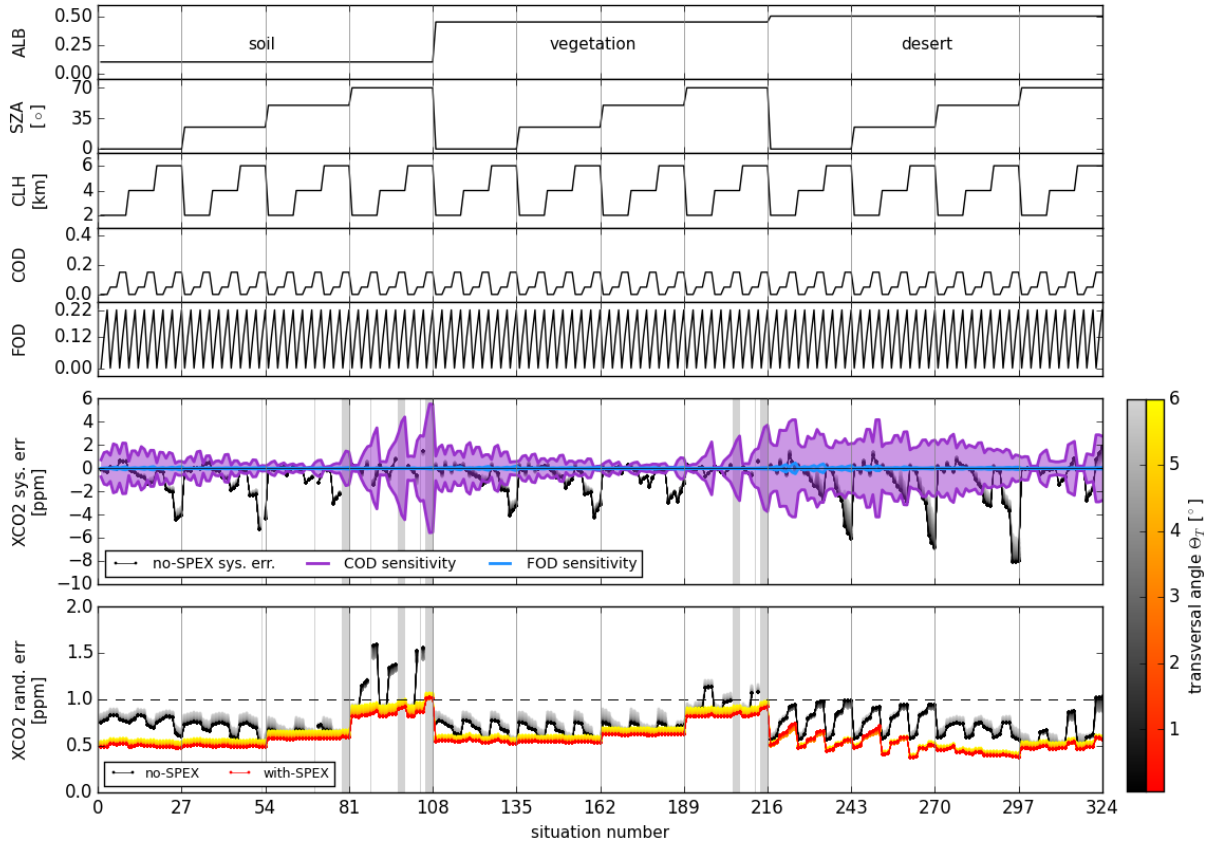 ALB
0.50
0.25
0.00
soil
vegetation
desert
SZA
[∘]
70
35
0
CLH
[km]
6
4
2
COD
0.4
0.2
0.0
FOD
0.22
0.12
0.00
XCO2 sys. err
[ppm]
6
4
2
0
−2
−4
−6
−8
−10
no-SPEX sys. err.
COD sensitivity
FOD sensitivity
XCO2 rand. err
[ppm]
2.0
1.5
1.0
0.5
0.0
no-SPEX
with-SPEX
0 27 54 81 108 135 162 189 216 243 270 297 324
situation number
6
5
4
3
2
1
transversal angle Θ_T [°]